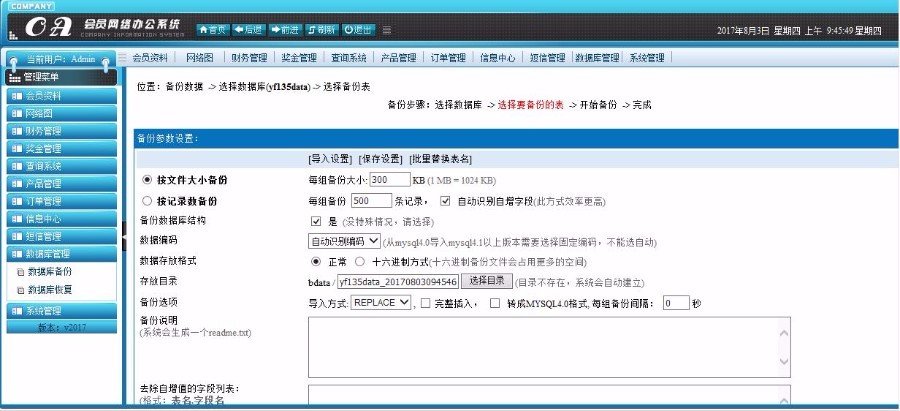 COMPANY
OA 会员网络办公系统
COMPANY INFORMATION SYSTEM
首页 后退 前进 刷新 退出
2017年8月3日 星期四 上午 9:45:49 星期四
当前用户：Admin
会员资料 网络图 财务管理 奖金管理 查询系统 产品管理 订单管理 信息中心 短信管理 数据库管理 系统管理
管理菜单
会员资料
网络图
财务管理
奖金管理
查询系统
产品管理
订单管理
信息中心
短信管理
数据库管理
数据库备份
数据库恢复
系统管理
版本：v2017
位置：备份数据 -> 选择数据库(yf135data) -> 选择备份表
备份步骤：选择数据库 -> 选择要备份的表 -> 开始备份 -> 完成
备份参数设置：
[导入设置] [保存设置] [批量替换表名]
按文件大小备份 每组备份大小: 300 KB (1 MB = 1024 KB)
按记录数备份 每组备份 500 条记录， 自动识别自增字段(此方式效率更高)
备份数据库结构 是 (没特殊情况，请选择)
数据编码 自动识别编码 (从mysql4.0导入mysql4.1以上版本需要选择固定编码，不能选自动)
数据存放格式 正常 十六进制方式(十六进制备份文件会占用更多的空间)
存放目录 bdata / yf135data_20170803094546 选择目录 (目录不存在，系统会自动建立)
备份选项 导入方式: REPLACE , 完整插入， 转成MYSQL4.0格式, 每组备份间隔： 0 秒
备份说明
(系统会生成一个readme.txt)
去除自增值的字段列表：
(格式：表名.字段名